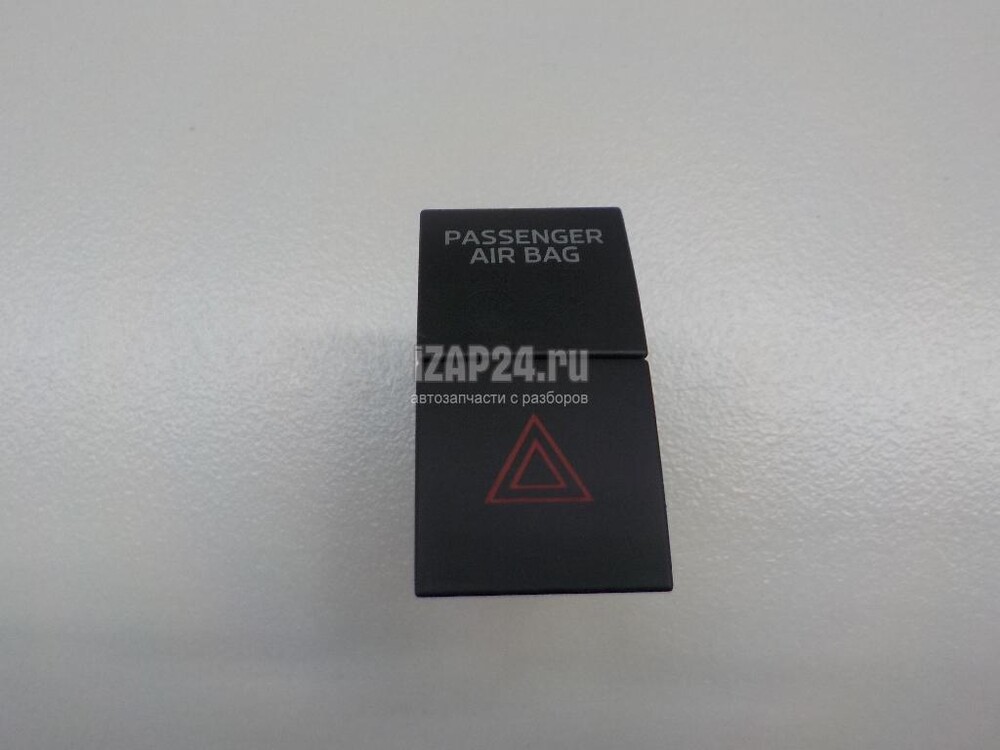 PASSENGER
AIR BAG
iZAP24.ru
автозапчасти с разборов